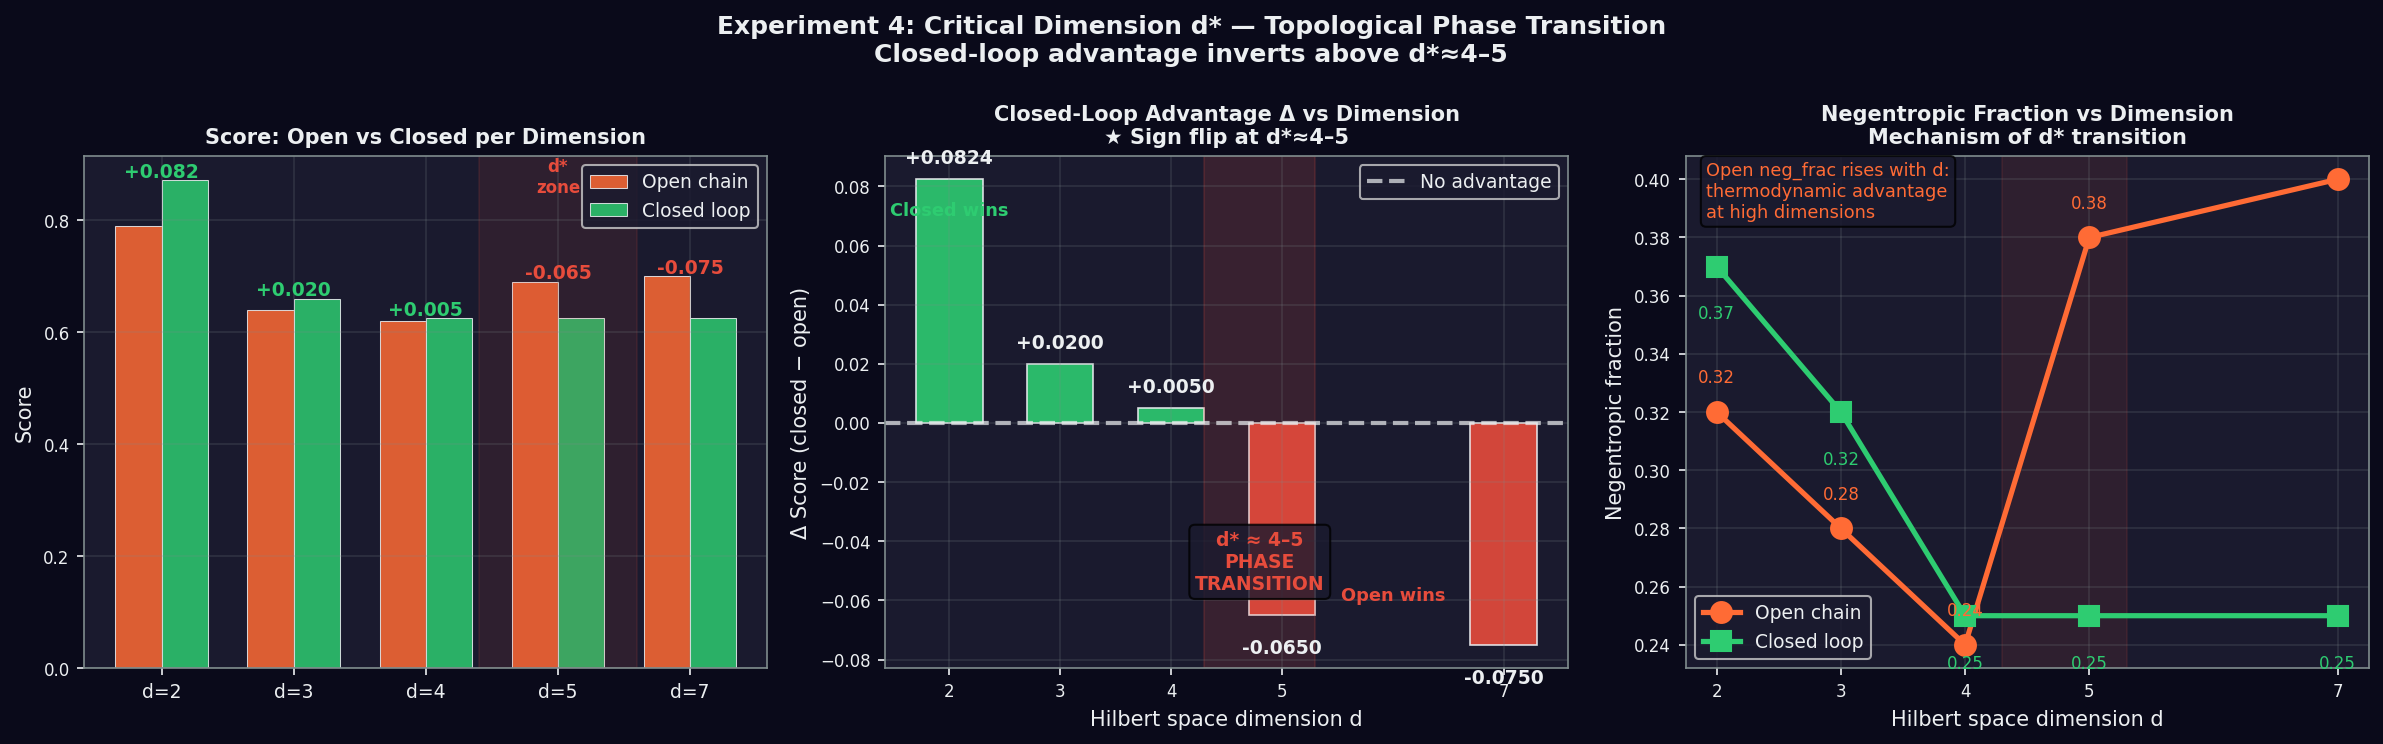 Experiment 4: Critical Dimension d* — Topological Phase Transition
Closed-loop advantage inverts above d*≈4–5
Score: Open vs Closed per Dimension
+0.082
+0.020
+0.005
-0.065
-0.075
d*
zone
Open chain
Closed loop
Score
0.8
0.6
0.4
0.2
0.0
d=2
d=3
d=4
d=5
d=7
Closed-Loop Advantage Δ vs Dimension
★ Sign flip at d*≈4–5
+0.0824
Closed wins
+0.0200
+0.0050
No advantage
d* ≈ 4–5
PHASE
TRANSITION
Open wins
-0.0650
-0.0750
Δ Score (closed − open)
0.08
0.06
0.04
0.02
0.00
−0.02
−0.04
−0.06
−0.08
2
3
4
5
7
Hilbert space dimension d
Negentropic Fraction vs Dimension
Mechanism of d* transition
Open neg_frac rises with d:
thermodynamic advantage
at high dimensions
0.38
0.37
0.32
0.32
0.28
0.25
0.25
0.25
Open chain
Closed loop
Negentropic fraction
0.40
0.38
0.36
0.34
0.32
0.30
0.28
0.26
0.24
2
3
4
5
7
Hilbert space dimension d